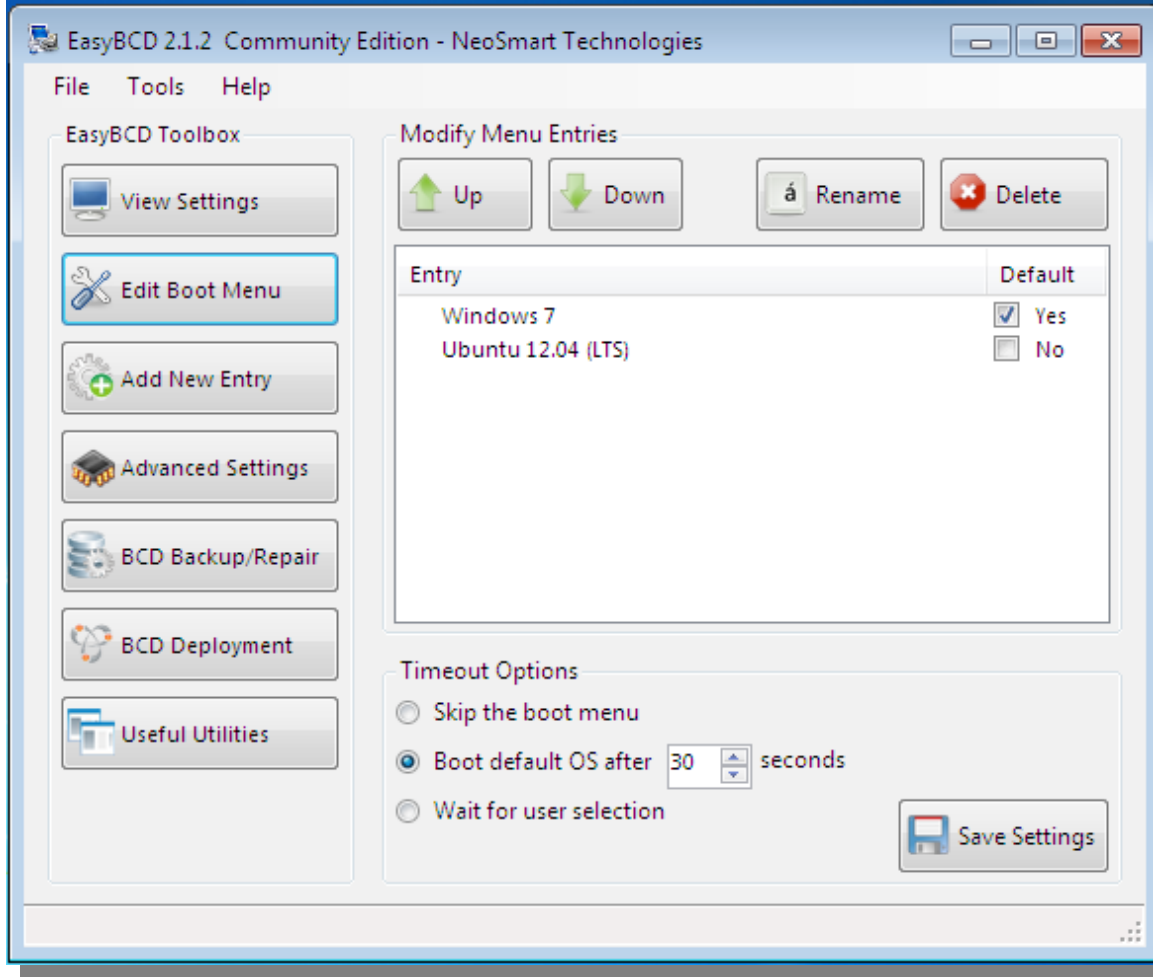 EasyBCD 2.1.2 Community Edition - NeoSmart Technologies
File Tools Help
EasyBCD Toolbox
View Settings
Edit Boot Menu
Add New Entry
Advanced Settings
BCD Backup/Repair
BCD Deployment
Useful Utilities
Modify Menu Entries
Up Down á Rename Delete
Entry Default
Windows 7 Yes
Ubuntu 12.04 (LTS) No
Timeout Options
Skip the boot menu
Boot default OS after 30 seconds
Wait for user selection
Save Settings